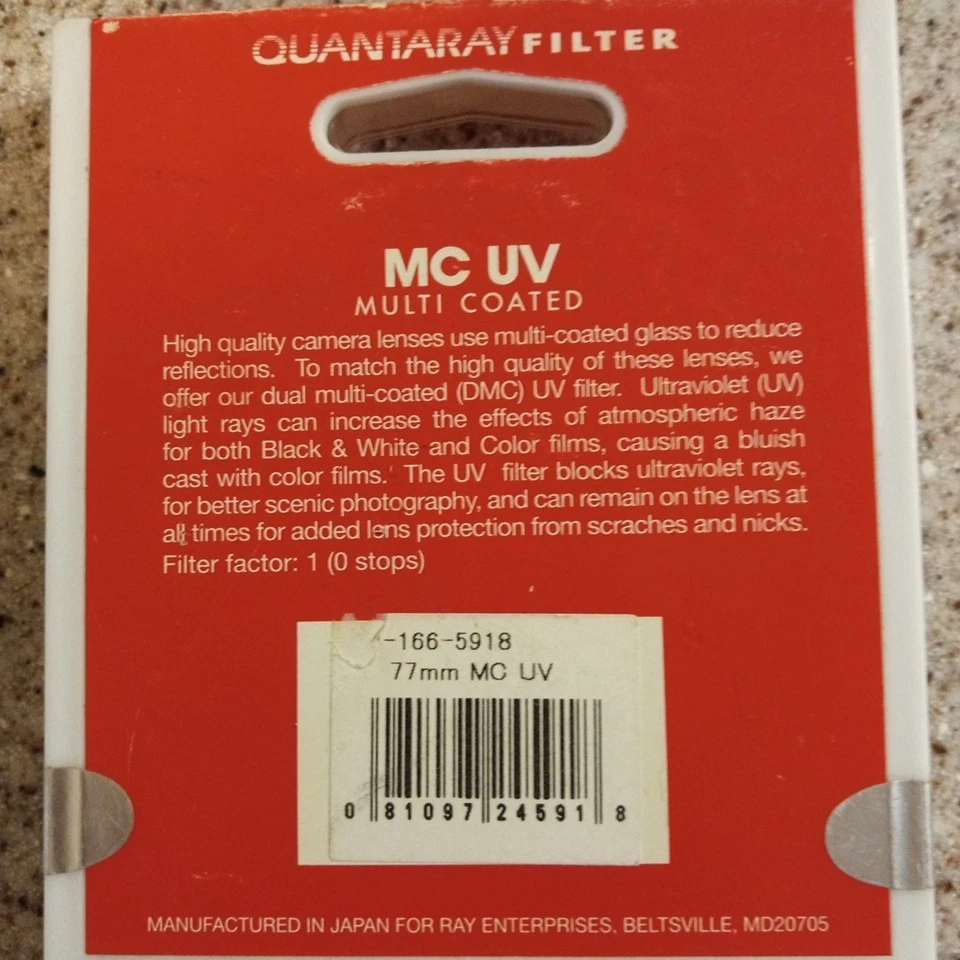 QUANTARAY FILTER
MC UV
MULTI COATED
High quality camera lenses use multi-coated glass to reduce
reflections. To match the high quality of these lenses, we
offer our dual multi-coated (DMC) UV filter. Ultraviolet (UV)
light rays can increase the effects of atmospheric haze
for both Black & White and Color films, causing a bluish
cast with color films. The UV filter blocks ultraviolet rays,
for better scenic photography, and can remain on the lens at
all times for added lens protection from scraches and nicks.
Filter factor: 1 (0 stops)
-166-5918
77mm MC UV
0 81097 24591 8
MANUFACTURED IN JAPAN FOR RAY ENTERPRISES, BELTSVILLE, MD20705